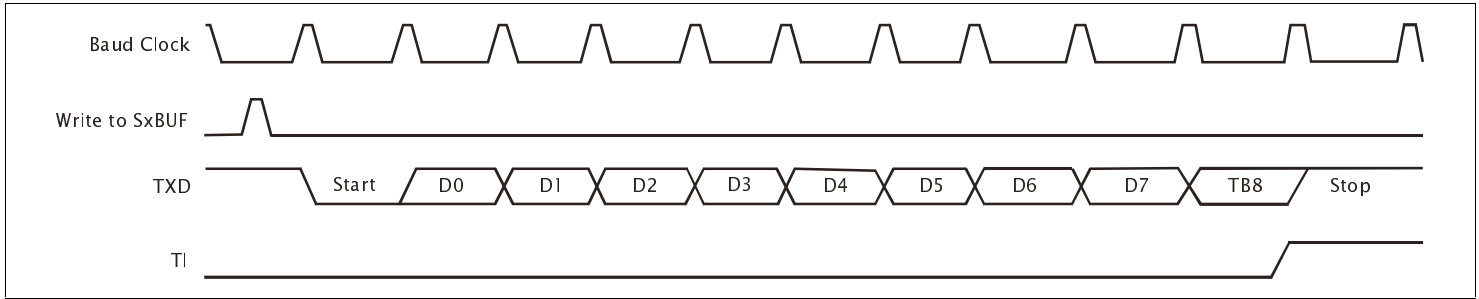 Baud Clock
Write to SxBUF
TXD Start D0 D1 D2 D3 D4 D5 D6 D7 TB8 Stop
TI